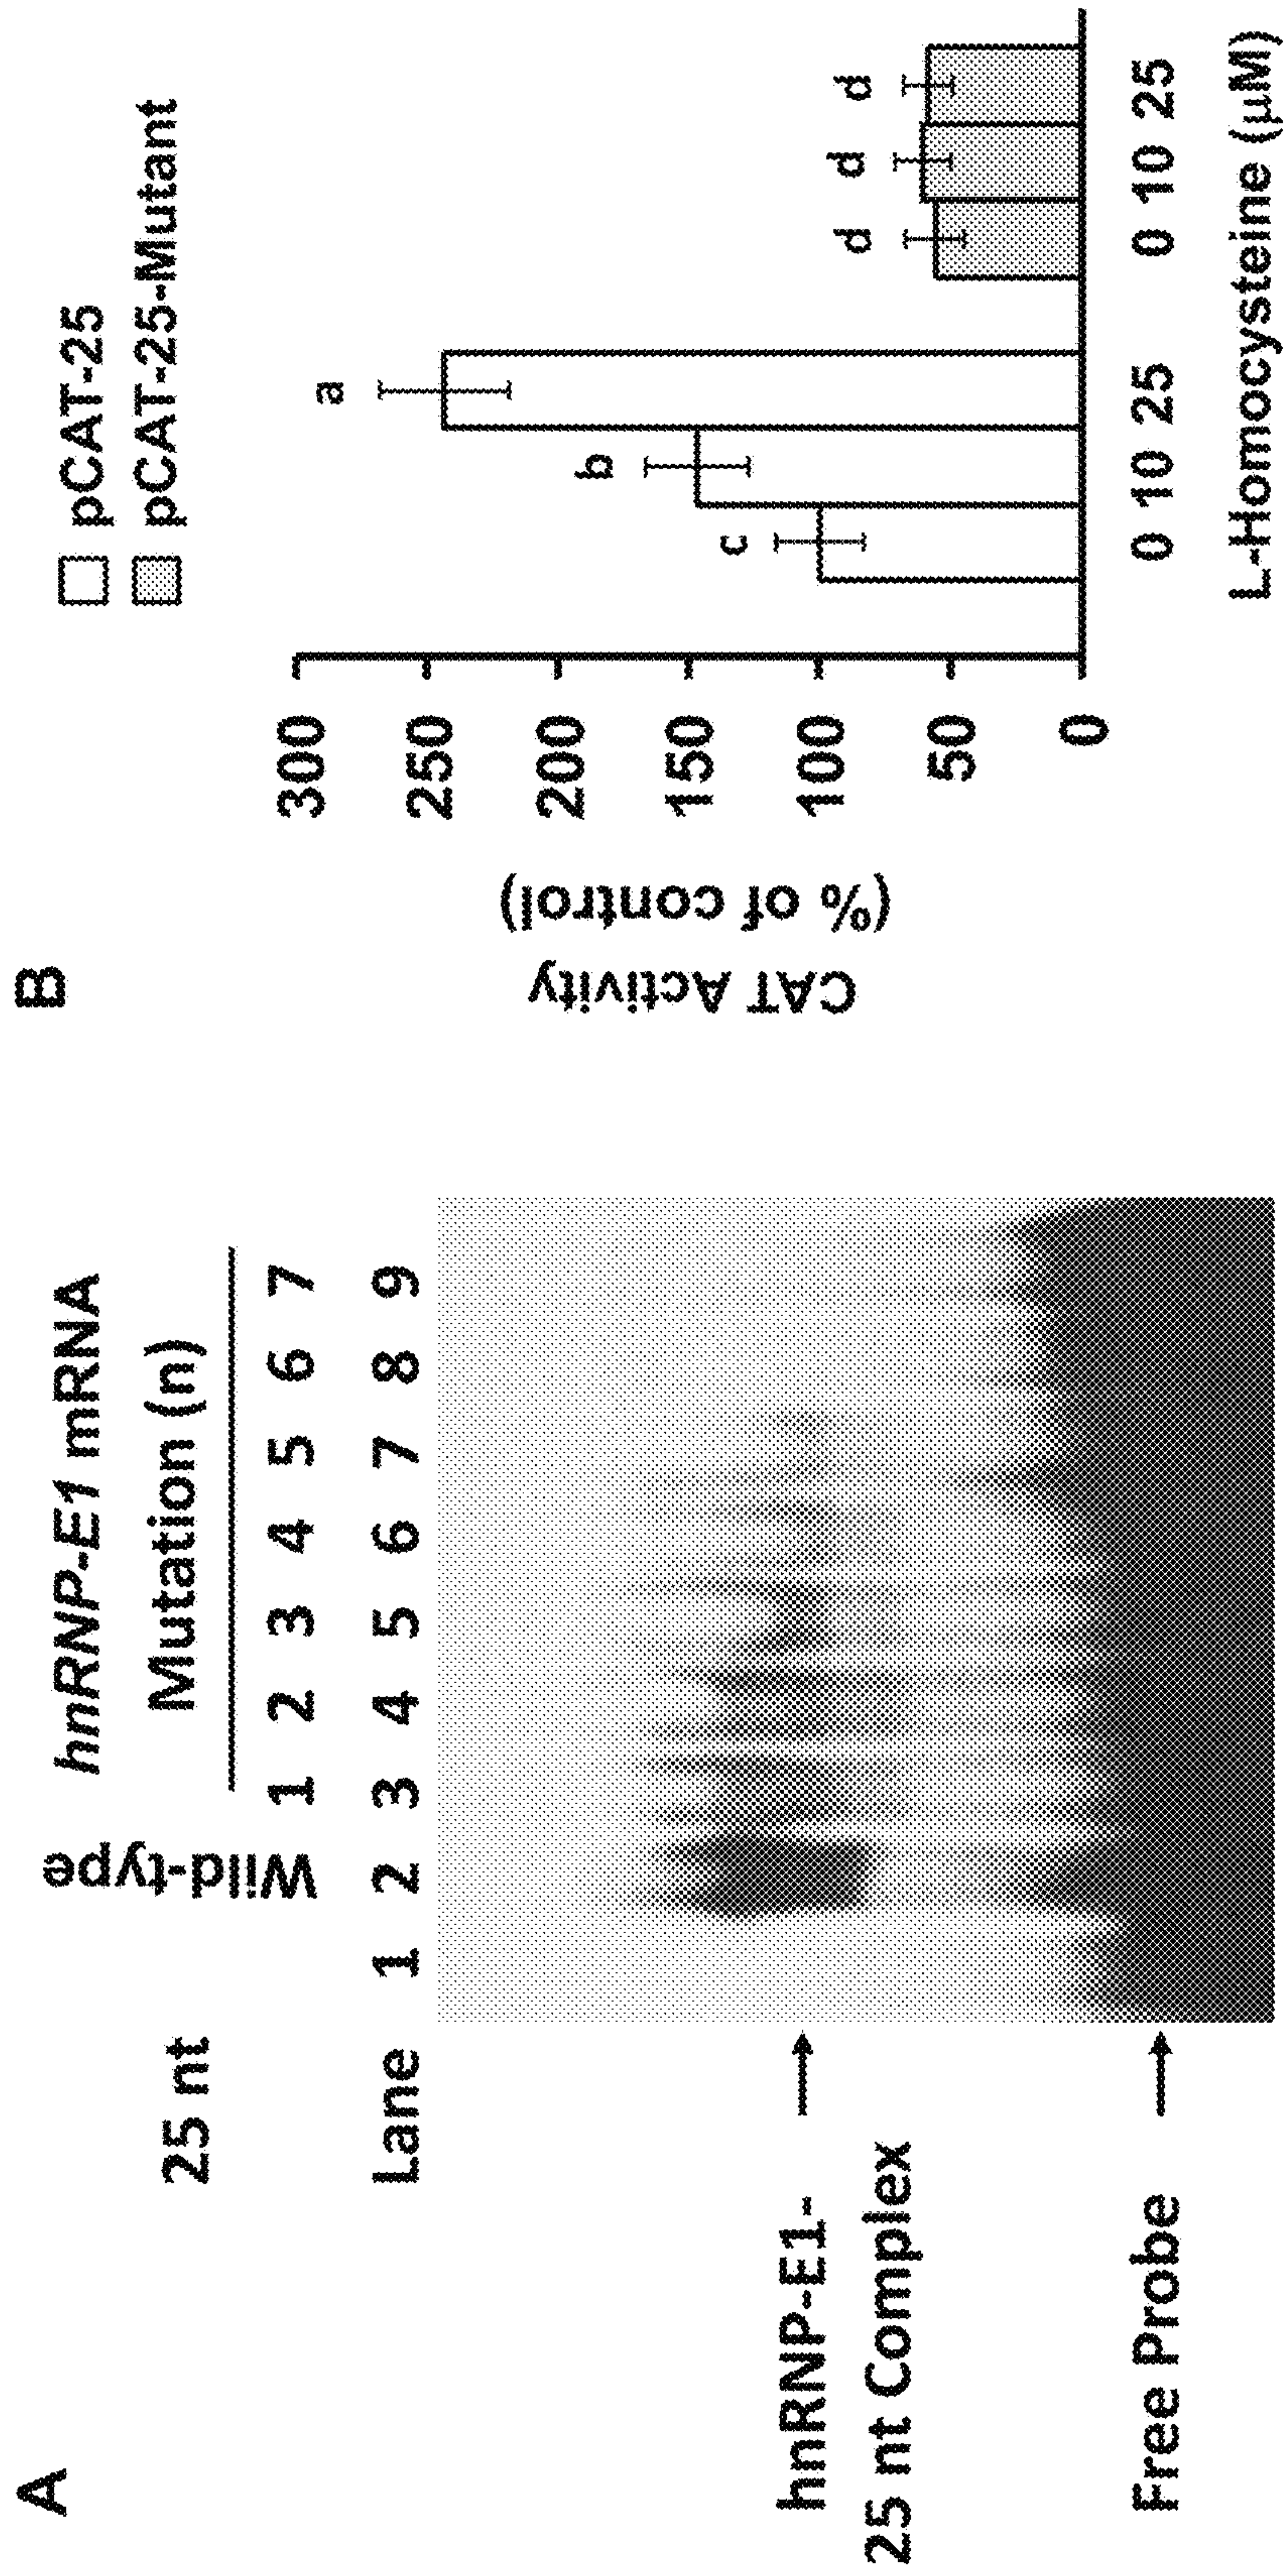 A
hnRNP-E1 mRNA
25 nt
Wild-type
Mutation (n)
1 2 3 4 5 6 7
Lane 1 2 3 4 5 6 7 8 9
hnRNP-E1-
25 nt Complex
Free Probe
B
pCAT-25
pCAT-25-Mutant
CAT Activity
(% of control)
300
250
200
150
100
50
0
c b a d d d
0 10 25 0 10 25
L-Homocysteine (μM)